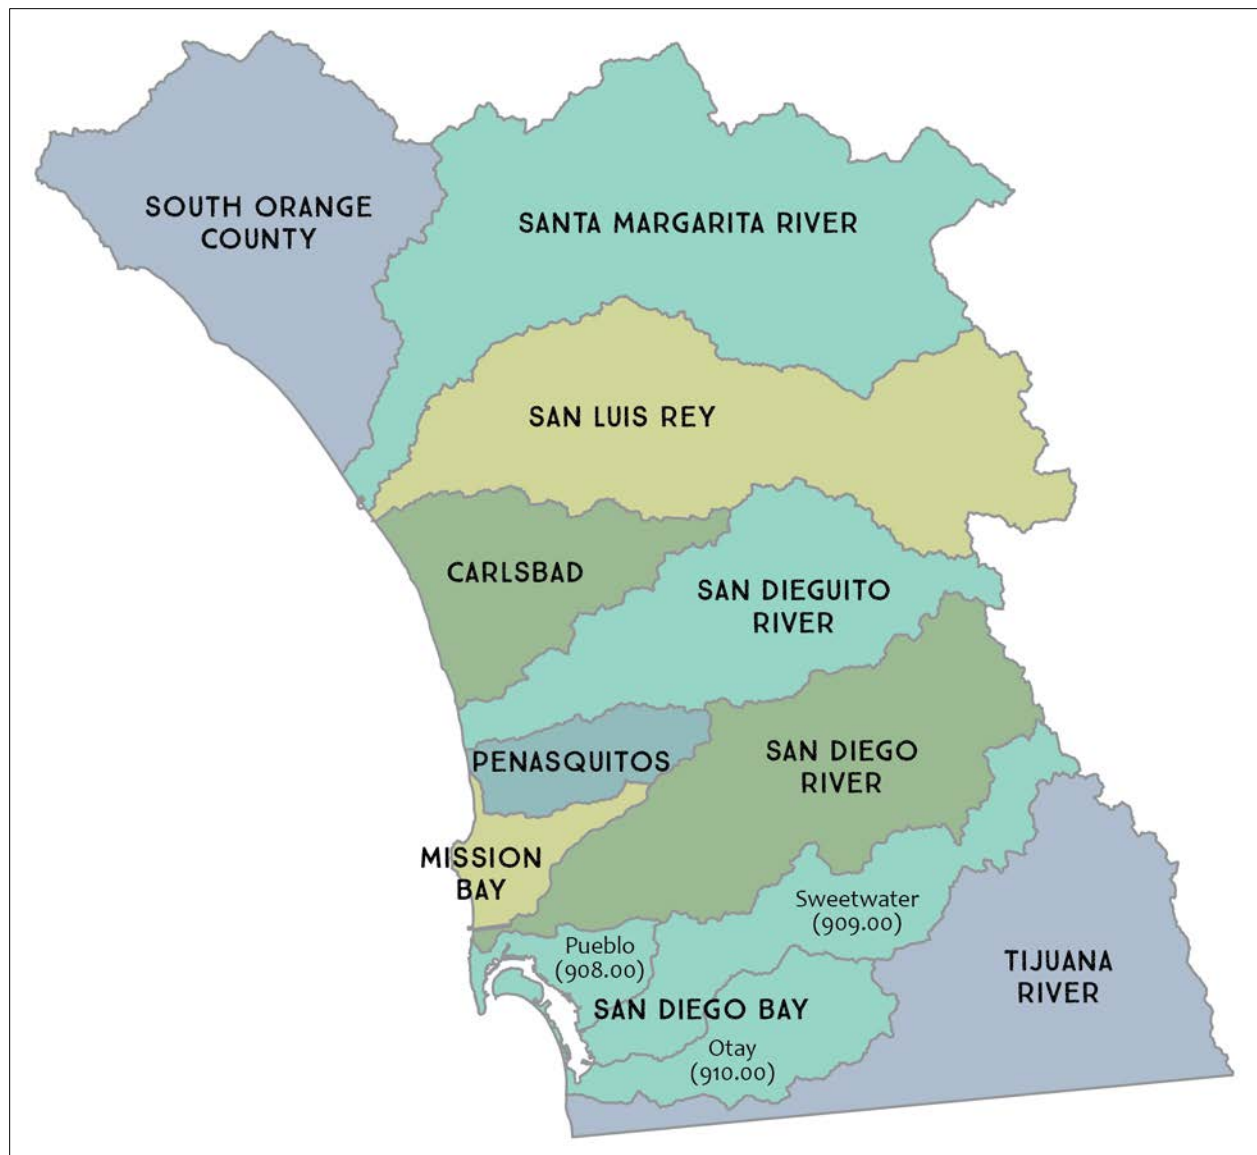 SOUTH ORANGE
COUNTY
SANTA MARGARITA RIVER
SAN LUIS REY
CARLSBAD
SAN DIEGUITO
RIVER
PENASQUITOS
SAN DIEGO
RIVER
MISSION
BAY
Sweetwater
(909.00)
Pueblo
(908.00)
TIJUANA
RIVER
SAN DIEGO BAY
Otay
(910.00)